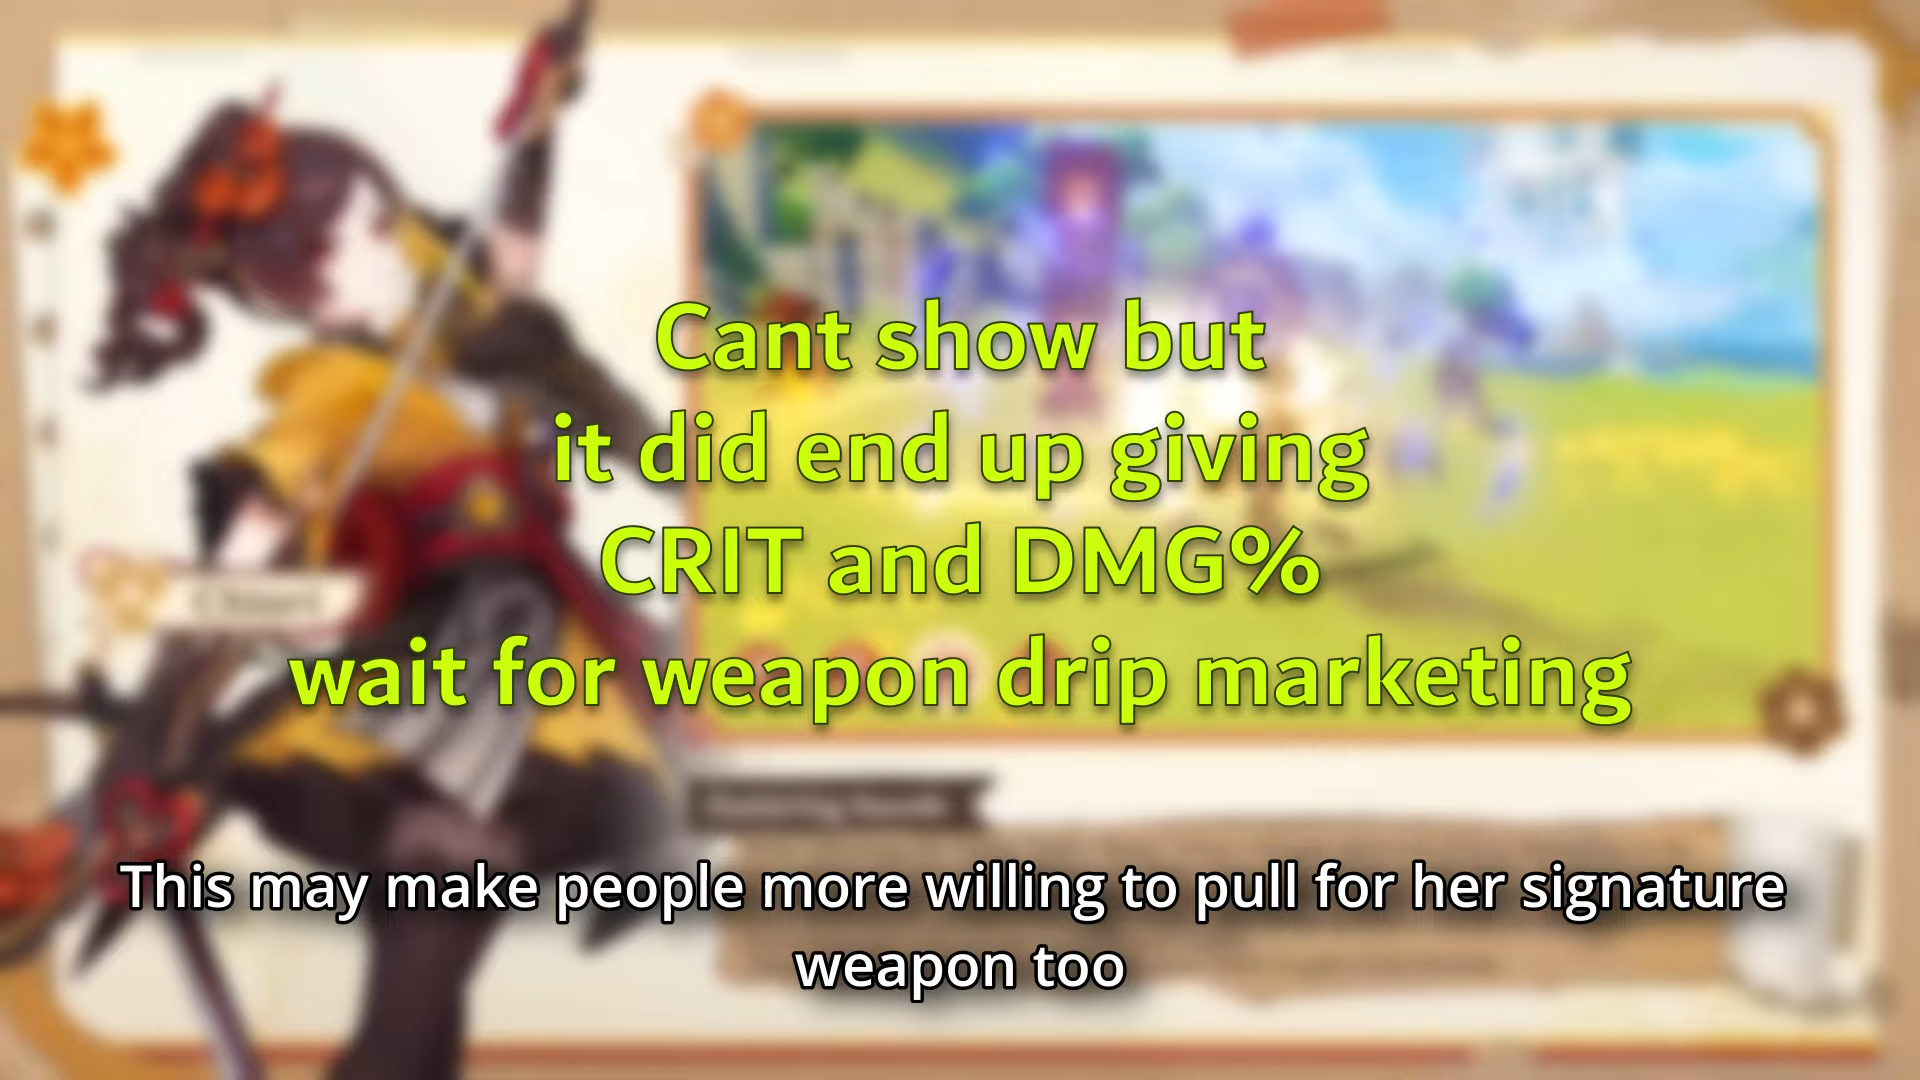 Cant show but
it did end up giving
CRIT and DMG%
wait for weapon drip marketing
This may make people more willing to pull for her signature
weapon too